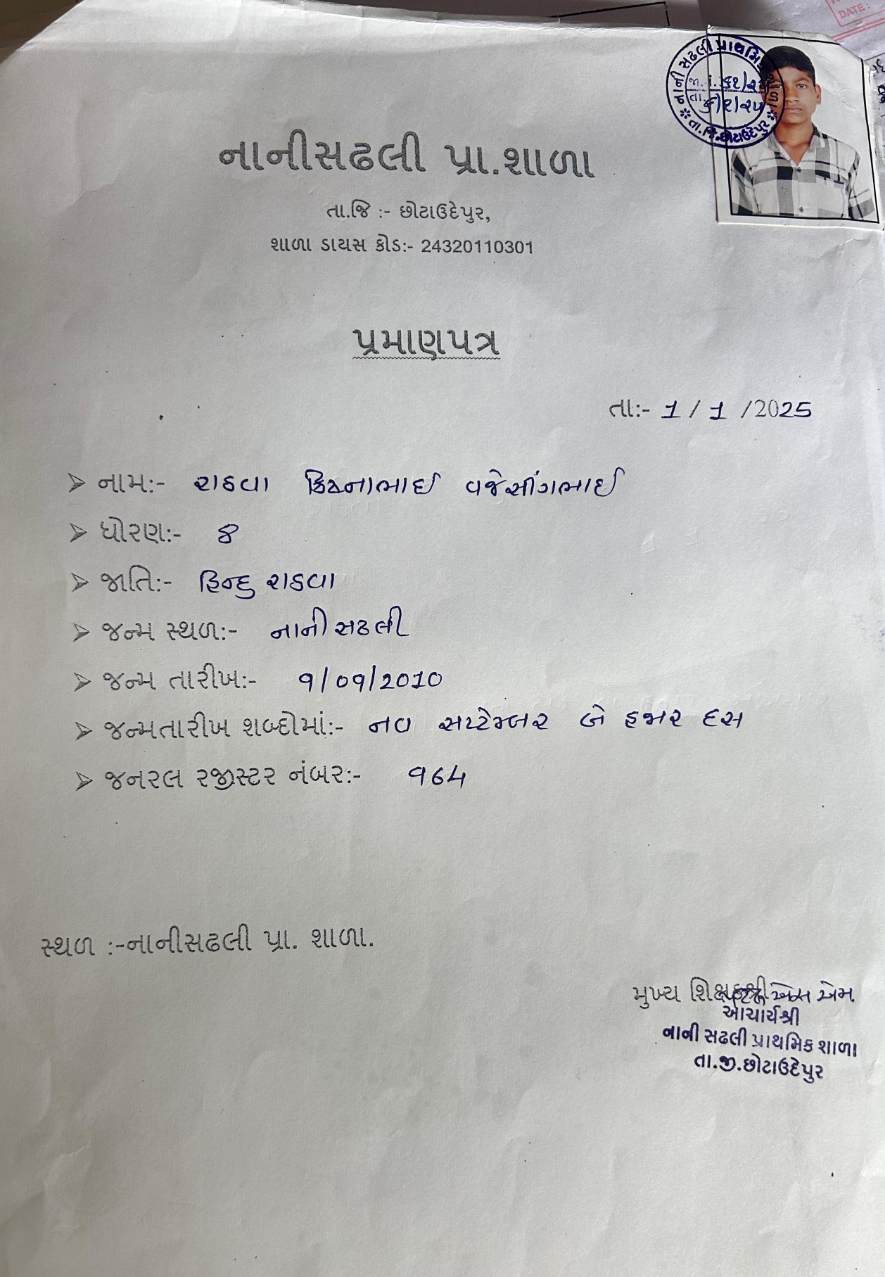 નાનીસઢલી પ્રા.શાળા
તા.જિ :- છોટાઉદેપુર,
શાળા ડાયસ કોડ:- 24320110301
પ્રમાણપત્ર
તા:- 1 / 1 /2025
નામ:- રાઠવા કિશનાભાઈ વજેસીંગભાઈ
ધોરણ:- 8
જાતિ:- હિન્દુ રાઠવા
જન્મ સ્થળ:- નાની સઢલી
જન્મ તારીખ:- 9/09/2010
જન્મતારીખ શબ્દોમાં:- નવ સપ્ટેમ્બર બે હજાર દસ
જનરલ રજીસ્ટર નંબર:- 964
સ્થળ :-નાનીસઢલી પ્રા. શાળા.
મુખ્ય
આચાર્યશ્રી
નાની સઢલી પ્રાથમિક શાળા
તા.જી.છોટાઉદેપુર
DATE: